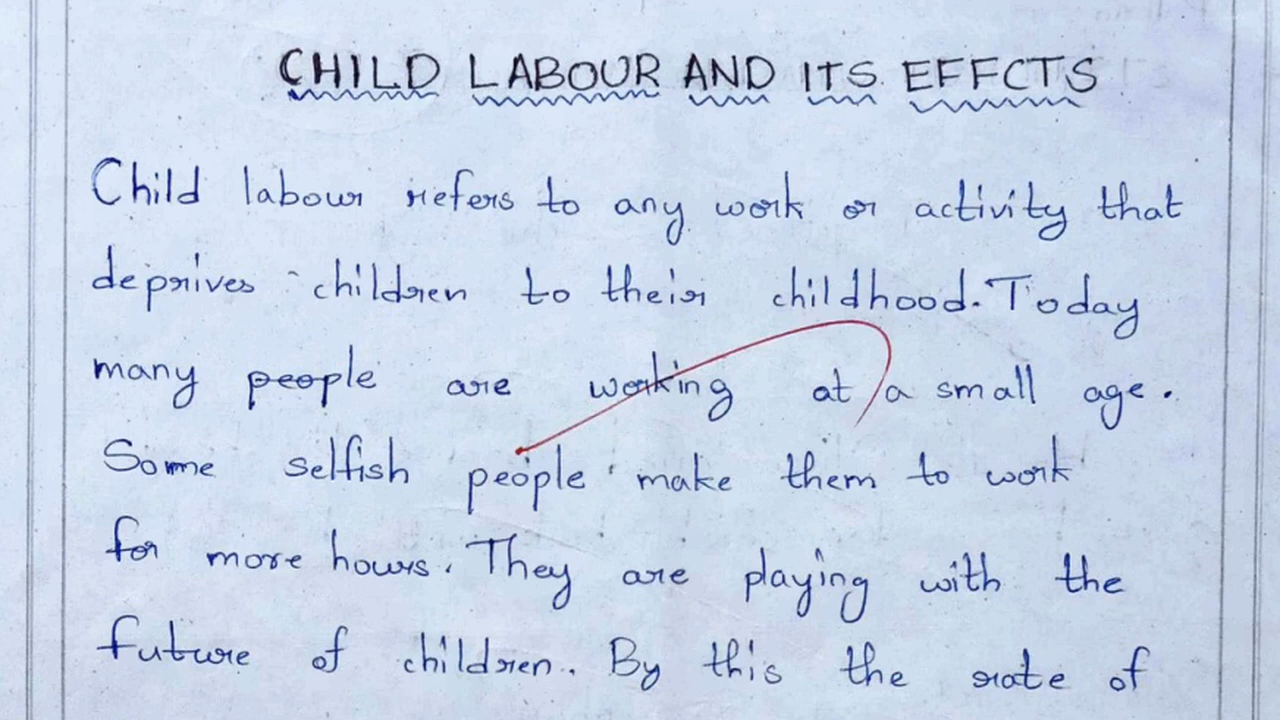 CHILD LABOUR AND ITS EFFCTS
Child labour refers to any work or activity that
deprives children to their childhood. Today
many people are working at a small age.
Some selfish people make them to work
for more hours. They are playing with the
future of children. By this the rate of